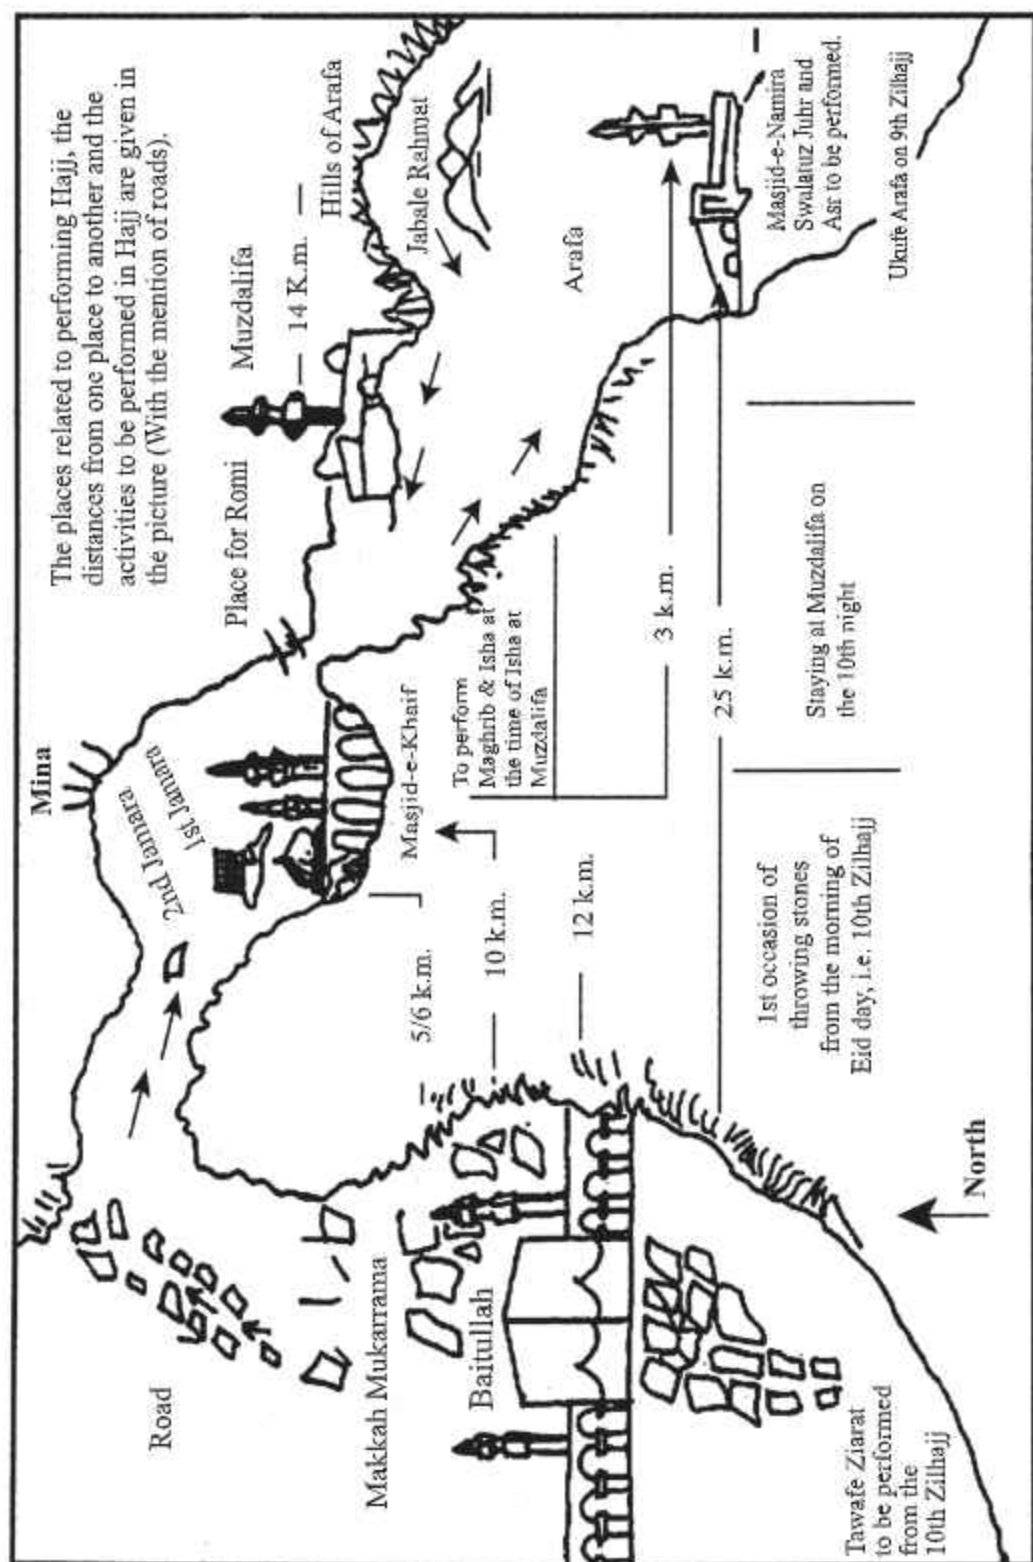 The places related to performing Hajj, the
distances from one place to another and the
activities to be performed in Hajj are given in
the picture (With the mention of roads).
Mina
Road
2nd Jamara
1st Jamara
Place for Romi
Muzdalifa
14 K.m.
Hills of Arafa
Jabale Rahmat
Makkah Mukarrama
Baitullah
5/6 k.m.
Masjid-e-Khaif
10 k.m.
12 k.m.
To perform
Maghrib & Isha at
the time of Isha at
Muzdalifa
Arafa
3 k.m.
25 k.m.
Masjid-e-Namira
Swalatuz Juhr and
Asr to be performed.
Ukufe Arafa on 9th Zilhajj
Staying at Muzdalifa on
the 10th night
1st occasion of
throwing stones
from the morning of
Eid day, i.e. 10th Zilhajj
North
Tawafe Ziarat
to be performed
from the
10th Zilhajj